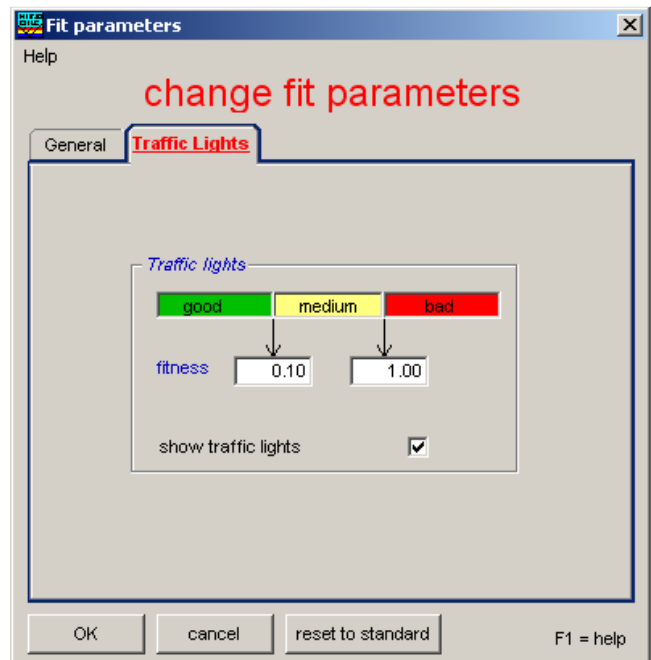 Fit parameters
Help
change fit parameters
General Traffic Lights
Traffic lights
good medium bad
fitness 0.10 1.00
show traffic lights
OK cancel reset to standard F1 = help